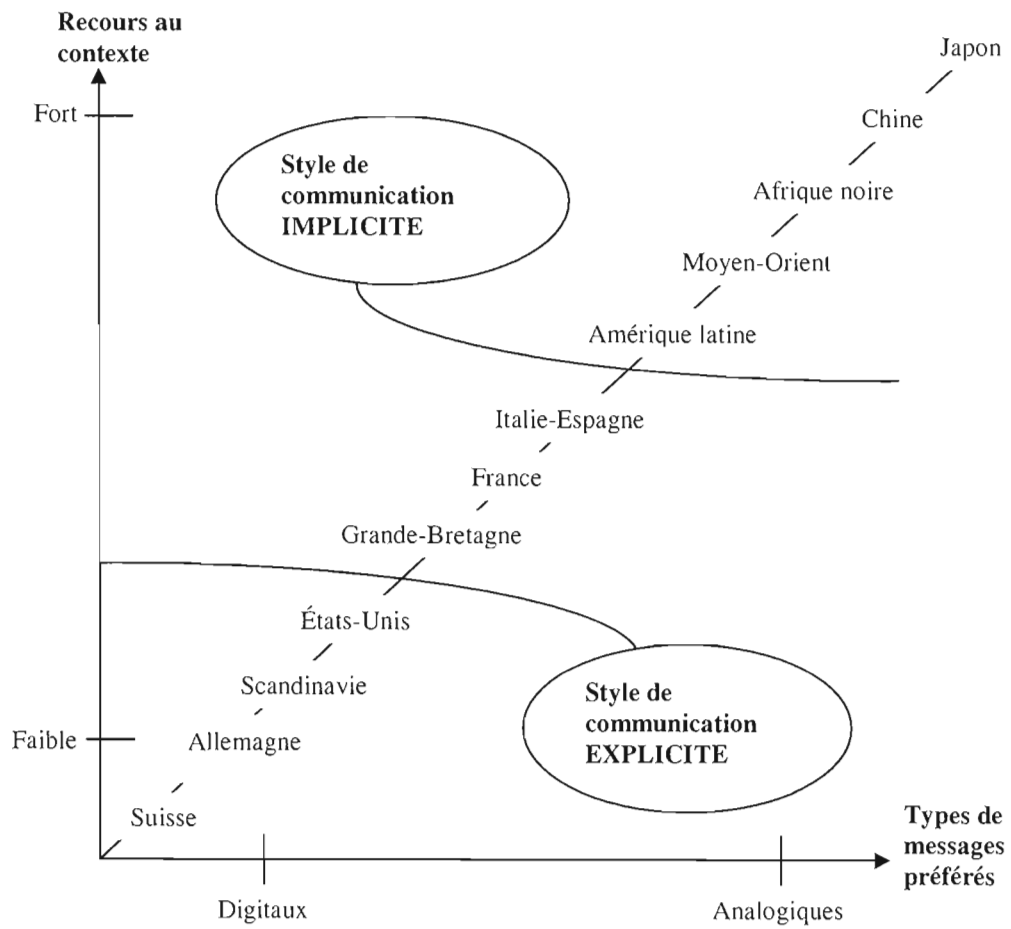 Recours au
contexte
Japon
Fort
Chine
Style de
communication
IMPLICITE
Afrique noire
Moyen-Orient
Amérique latine
Italie-Espagne
France
Grande-Bretagne
États-Unis
Scandinavie
Style de
communication
EXPLICITE
Faible
Allemagne
Suisse
Types de
messages
préférés
Digitaux
Analogiques